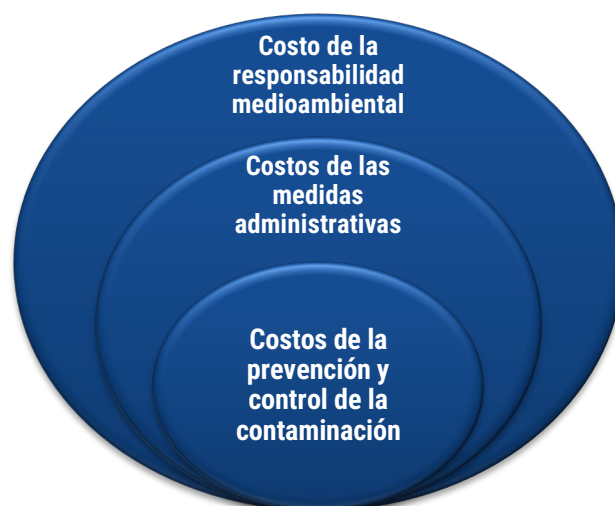 Costo de la
responsabilidad
medioambiental
Costos de las
medidas
administrativas
Costos de la
prevención y
control de la
contaminación